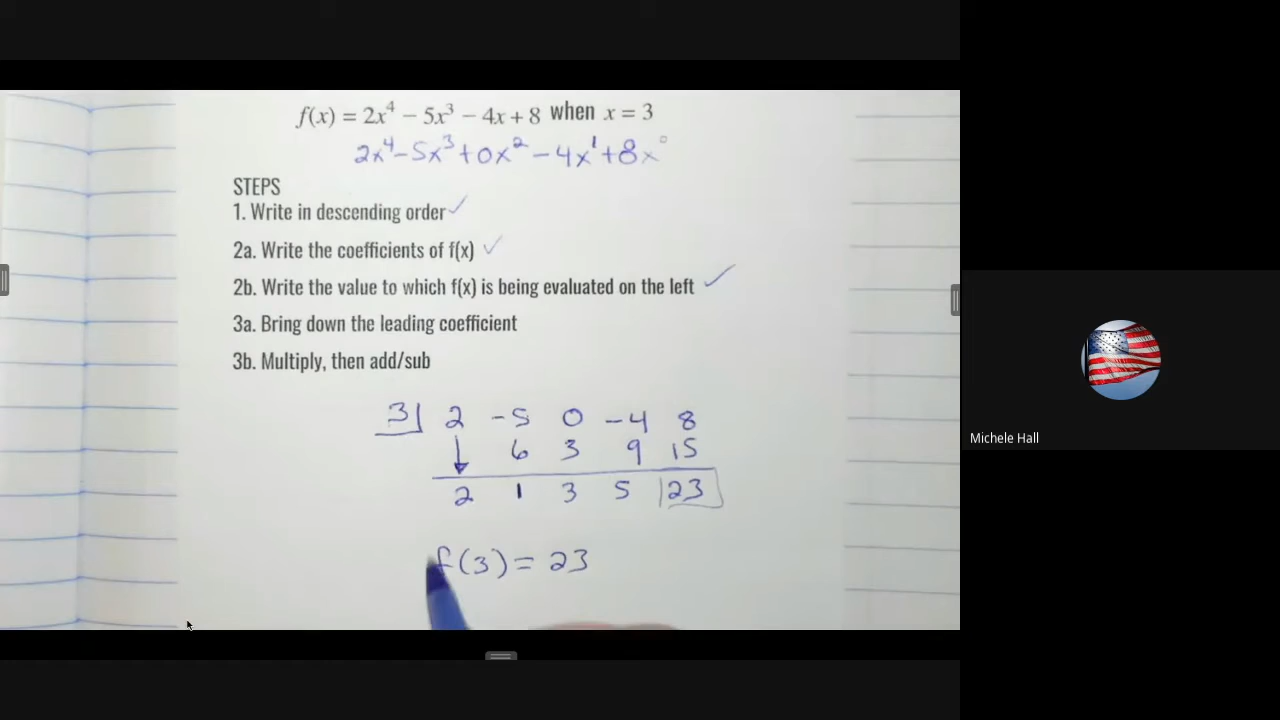 f(x) = 2x⁴ − 5x³ − 4x + 8 when x = 3
2x⁴−5x³+0x²−4x¹+8x⁰
STEPS
1. Write in descending order ✓
2a. Write the coefficients of f(x) ✓
2b. Write the value to which f(x) is being evaluated on the left ✓
3a. Bring down the leading coefficient
3b. Multiply, then add/sub
3| 2 -5 0 -4 8
↓ 6 3 9 15
2 1 3 5 |23
f(3) = 23
Michele Hall